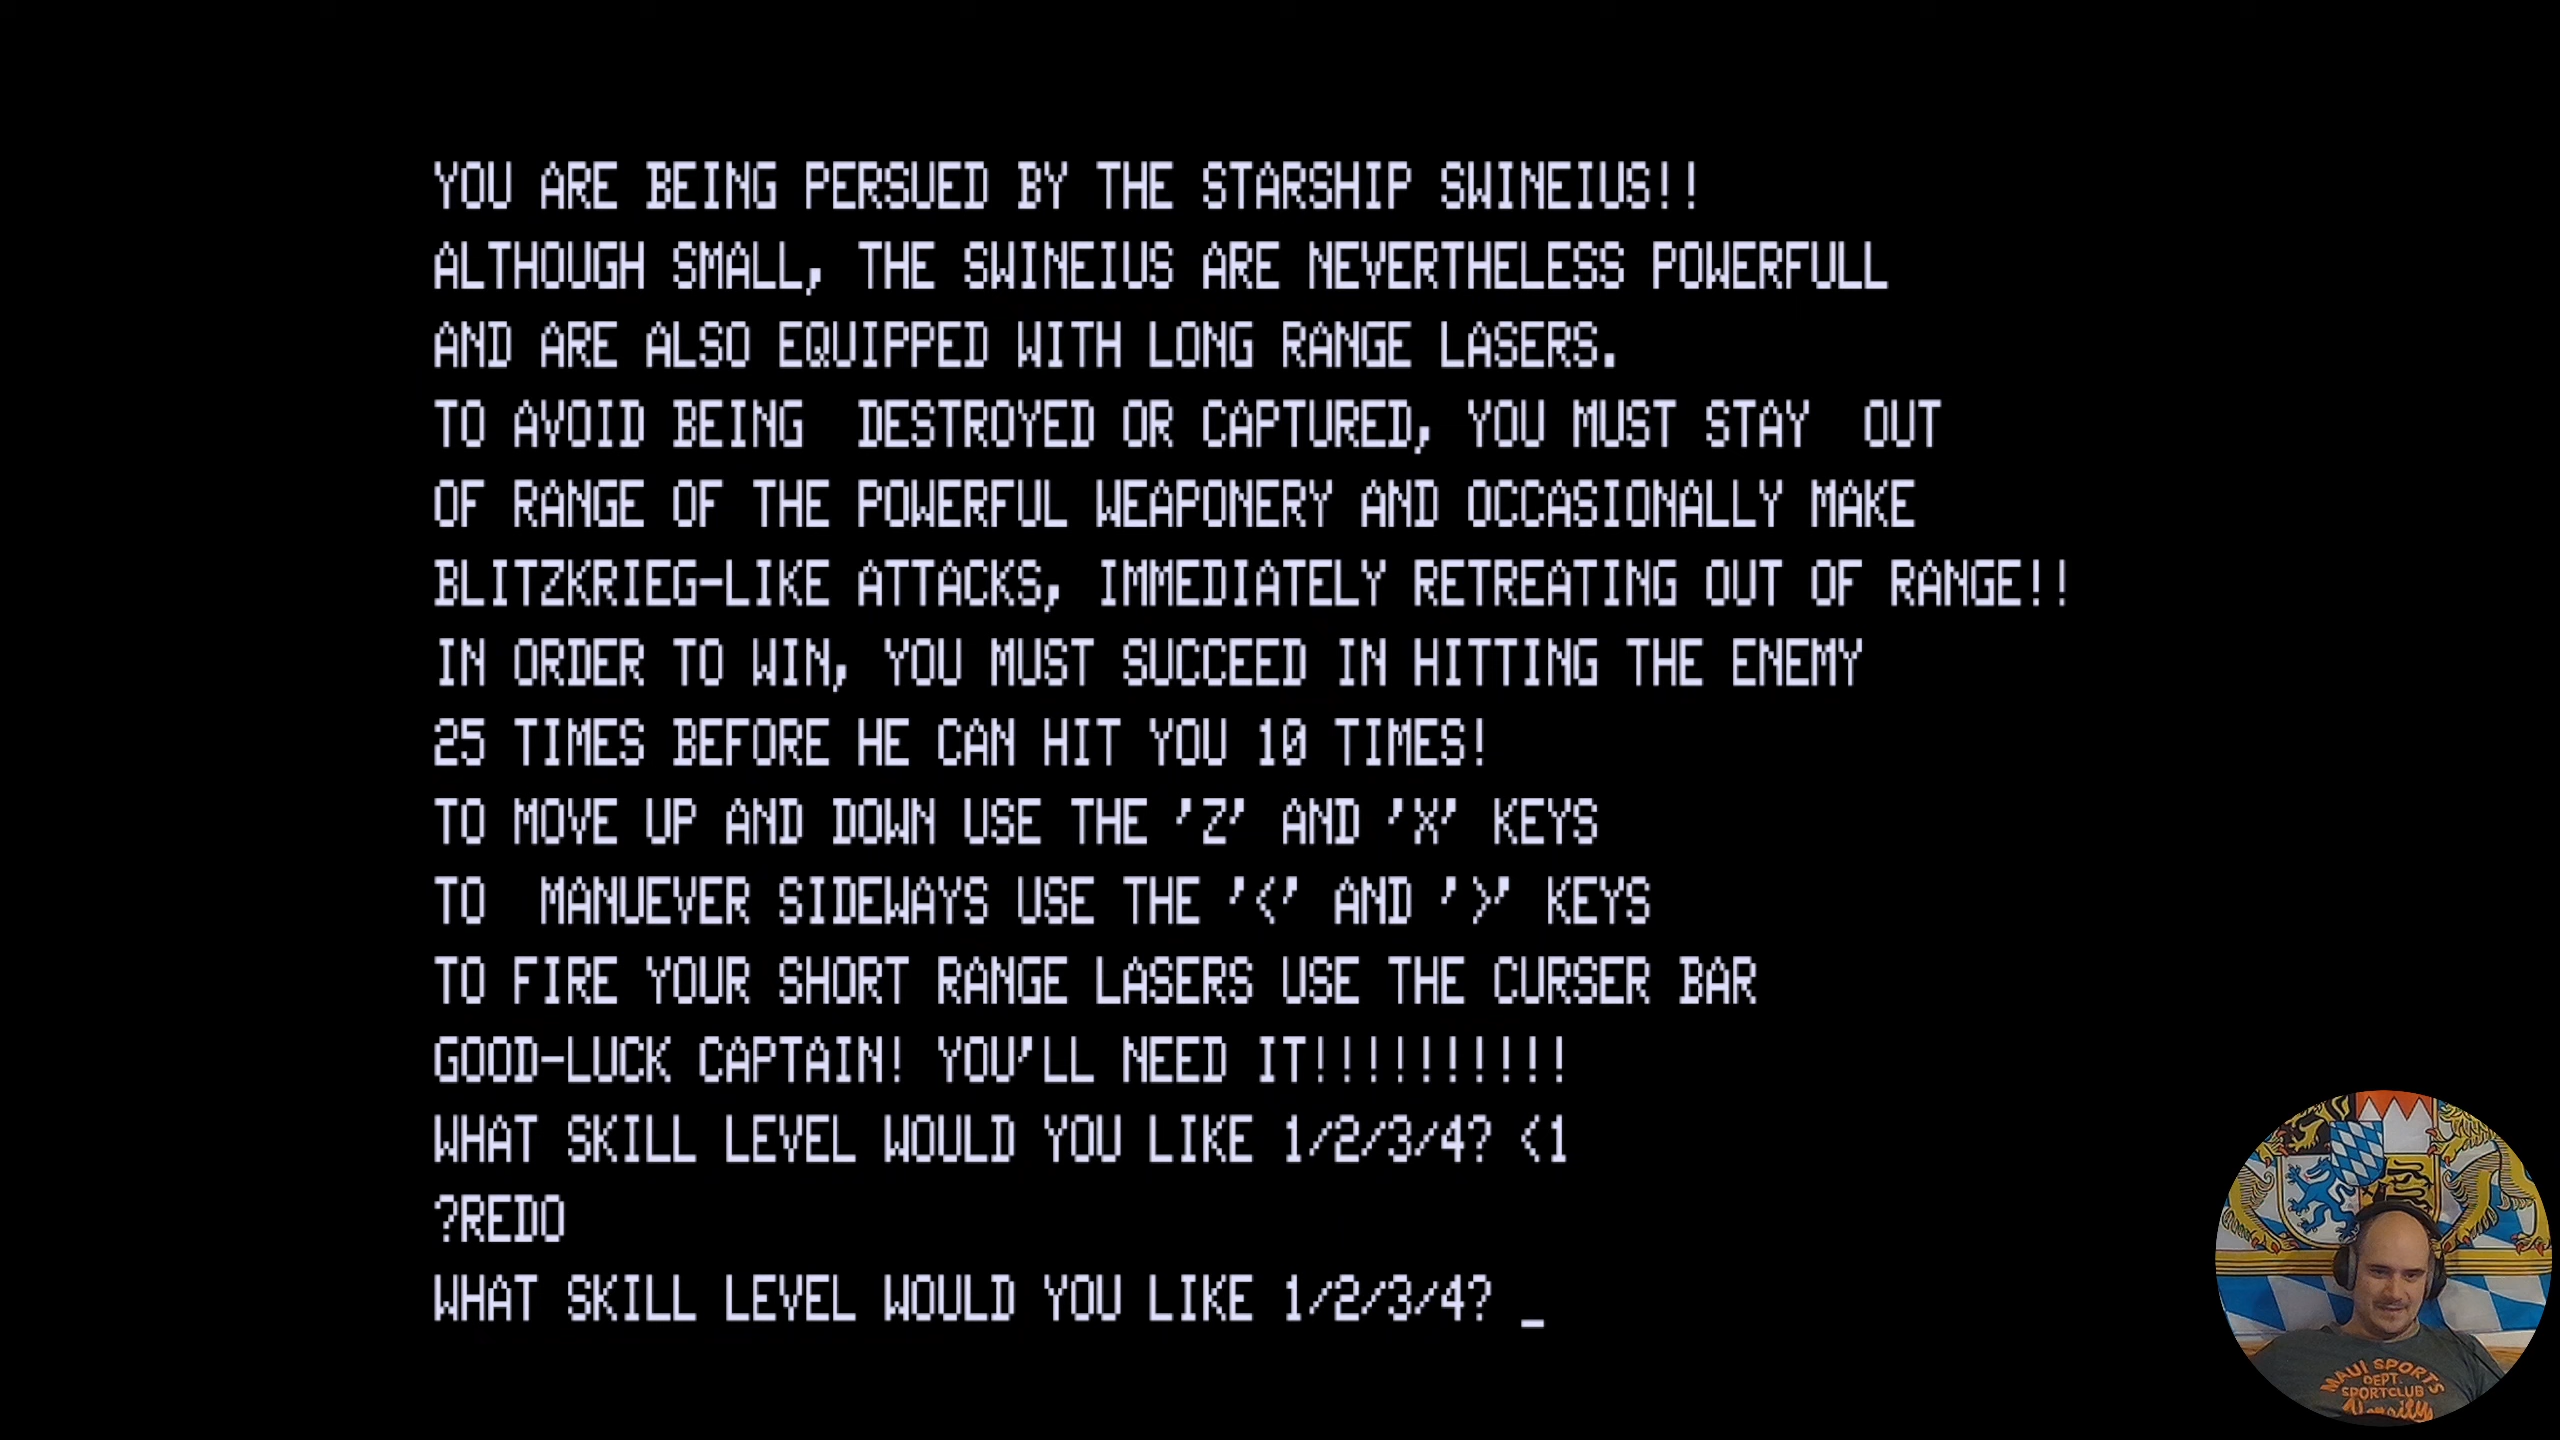 YOU ARE BEING PERSUED BY THE STARSHIP SWINEIUS!!
ALTHOUGH SMALL, THE SWINEIUS ARE NEVERTHELESS POWERFULL
AND ARE ALSO EQUIPPED WITH LONG RANGE LASERS.
TO AVOID BEING  DESTROYED OR CAPTURED, YOU MUST STAY  OUT
OF RANGE OF THE POWERFUL WEAPONERY AND OCCASIONALLY MAKE
BLITZKRIEG-LIKE ATTACKS, IMMEDIATELY RETREATING OUT OF RANGE!!
IN ORDER TO WIN, YOU MUST SUCCEED IN HITTING THE ENEMY
25 TIMES BEFORE HE CAN HIT YOU 10 TIMES!
TO MOVE UP AND DOWN USE THE 'Z' AND 'X' KEYS
TO  MANUEVER SIDEWAYS USE THE '<' AND '>' KEYS
TO FIRE YOUR SHORT RANGE LASERS USE THE CURSER BAR
GOOD-LUCK CAPTAIN! YOU'LL NEED IT!!!!!!!!!!
WHAT SKILL LEVEL WOULD YOU LIKE 1/2/3/4? <1
?REDO
WHAT SKILL LEVEL WOULD YOU LIKE 1/2/3/4? _
MAUI SPORTS
DEPT.
SPORTCLUB